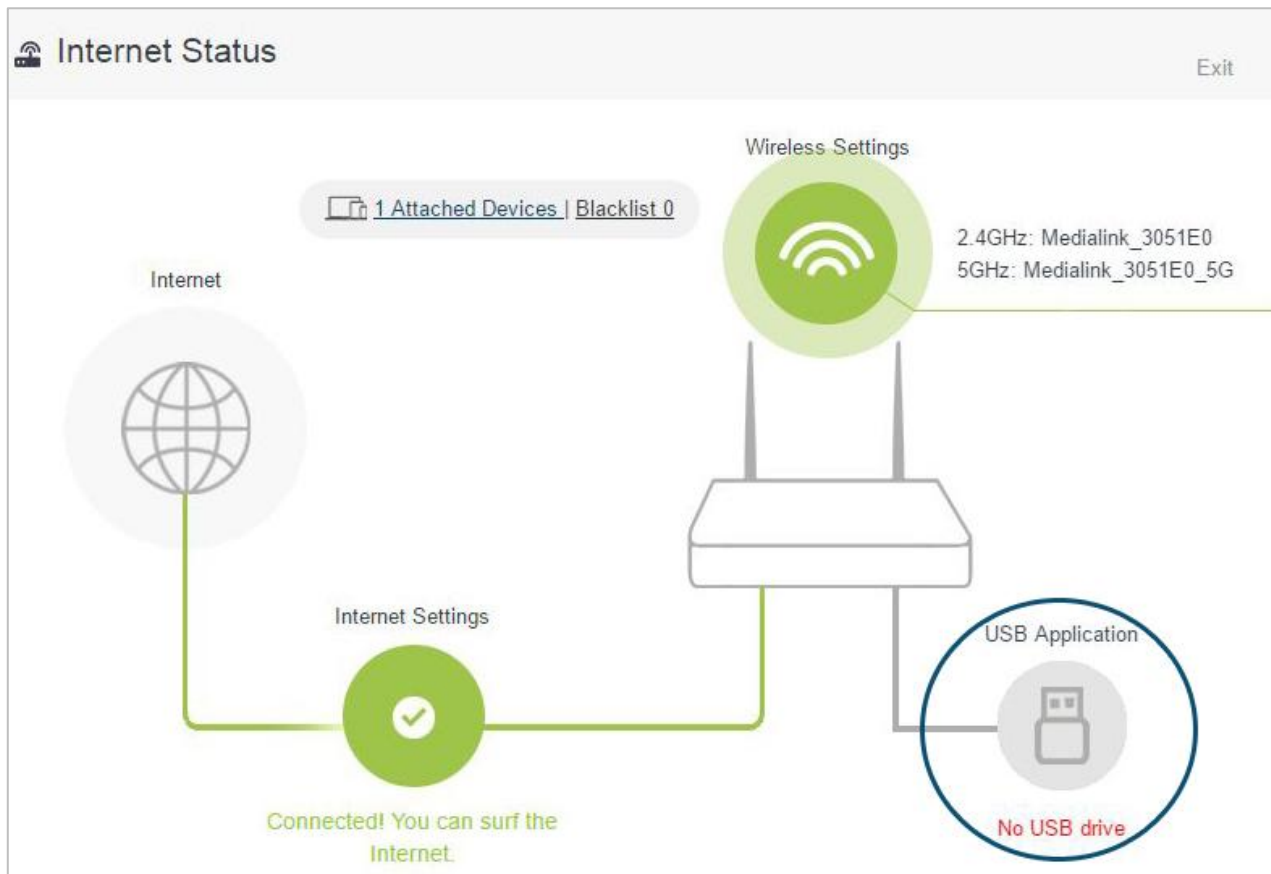 Internet Status
Exit
Wireless Settings
1 Attached Devices | Blacklist 0
2.4GHz: Medialink_3051E0
5GHz: Medialink_3051E0_5G
Internet
Internet Settings
USB Application
Connected! You can surf the
Internet.
No USB drive